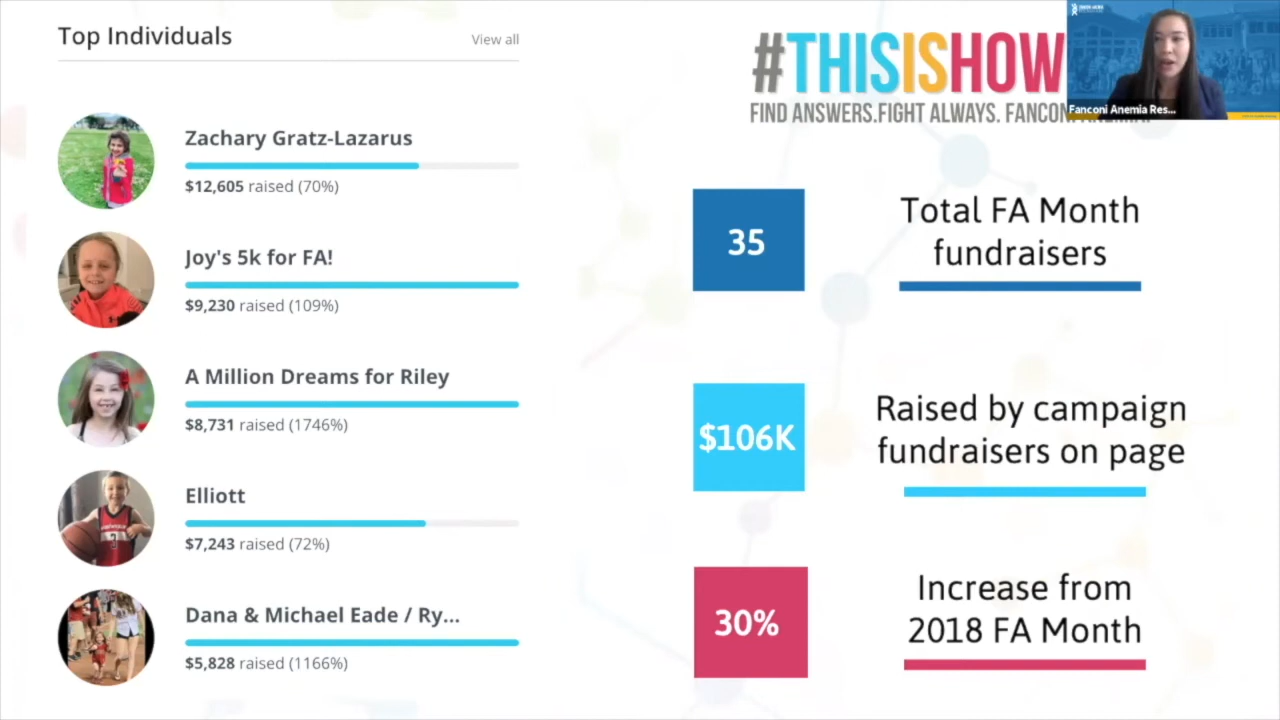 Top Individuals
View all
Zachary Gratz-Lazarus
$12,605 raised (70%)
Joy's 5k for FA!
$9,230 raised (109%)
A Million Dreams for Riley
$8,731 raised (1746%)
Elliott
$7,243 raised (72%)
Dana & Michael Eade / Ry...
$5,828 raised (1166%)
#THISISHOW
FIND ANSWERS.FIGHT ALWAYS.
Fanconi Anemia Res...
35
Total FA Month
fundraisers
$106K
Raised by campaign
fundraisers on page
30%
Increase from
2018 FA Month